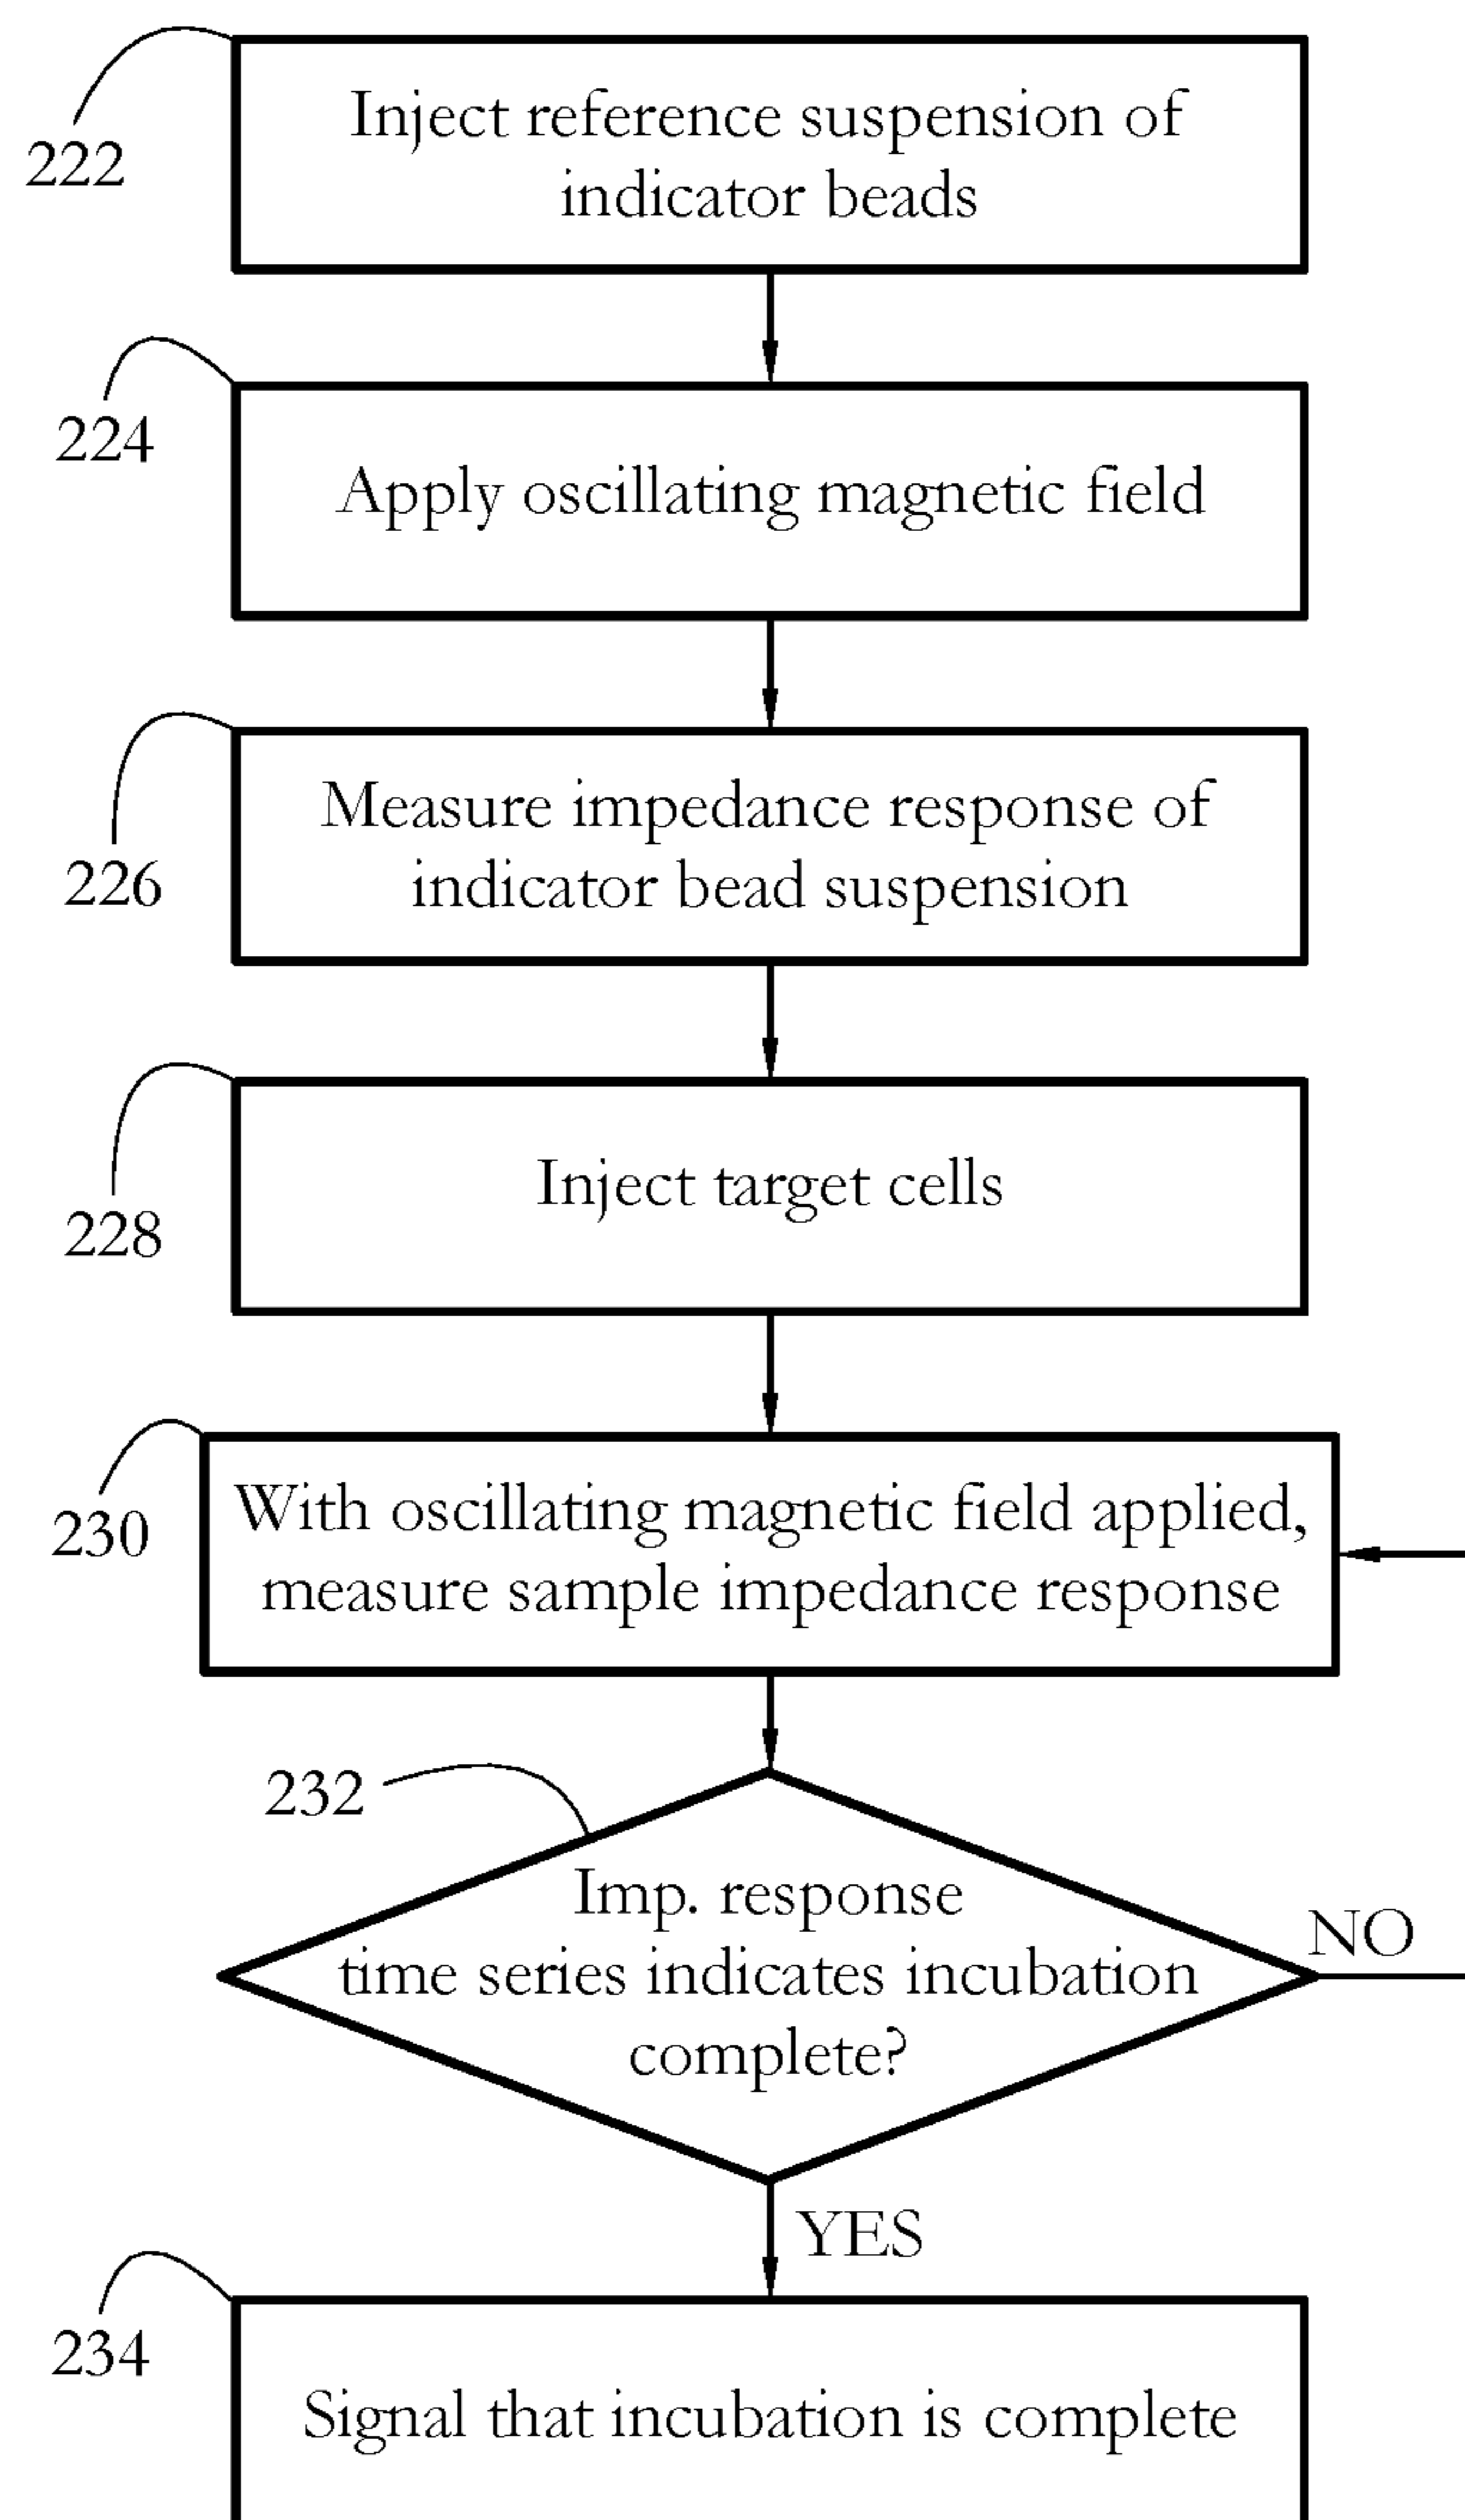 Inject reference suspension of
indicator beads
222
224
Apply oscillating magnetic field
Measure impedance response of
indicator bead suspension
226
Inject target cells
228
With oscillating magnetic field applied,
measure sample impedance response
230
232
Imp. response
time series indicates incubation
complete?
NO
YES
234
Signal that incubation is complete